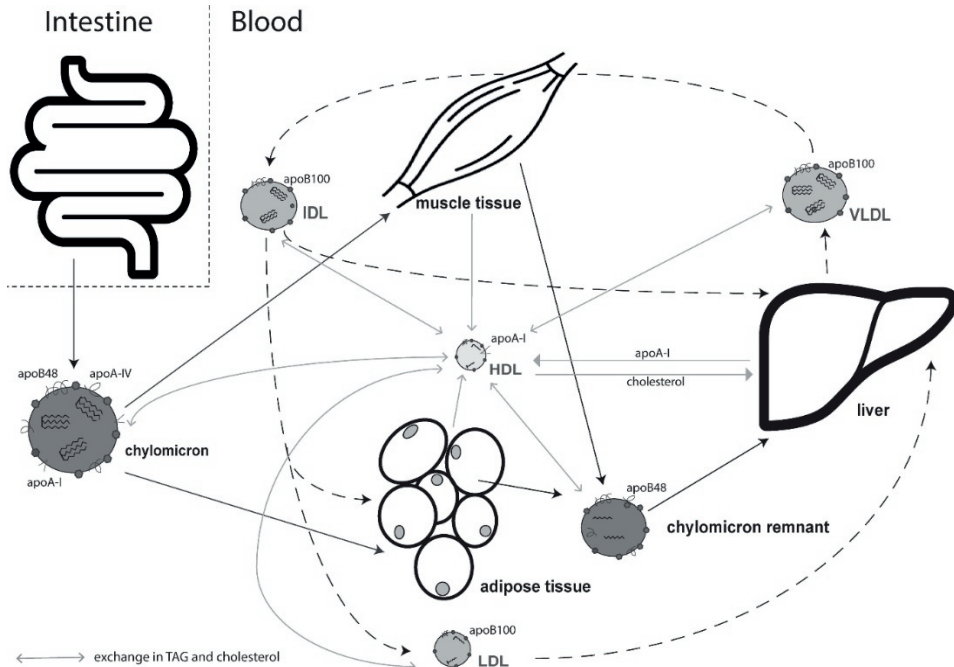 Intestine
Blood
apoB100
IDL
muscle tissue
apoB100
VLDL
apoA-I
HDL
apoA-I
cholesterol
liver
apoB48
apoA-IV
chylomicron
apoA-I
apoB48
chylomicron remnant
adipose tissue
apoB100
LDL
exchange in TAG and cholesterol